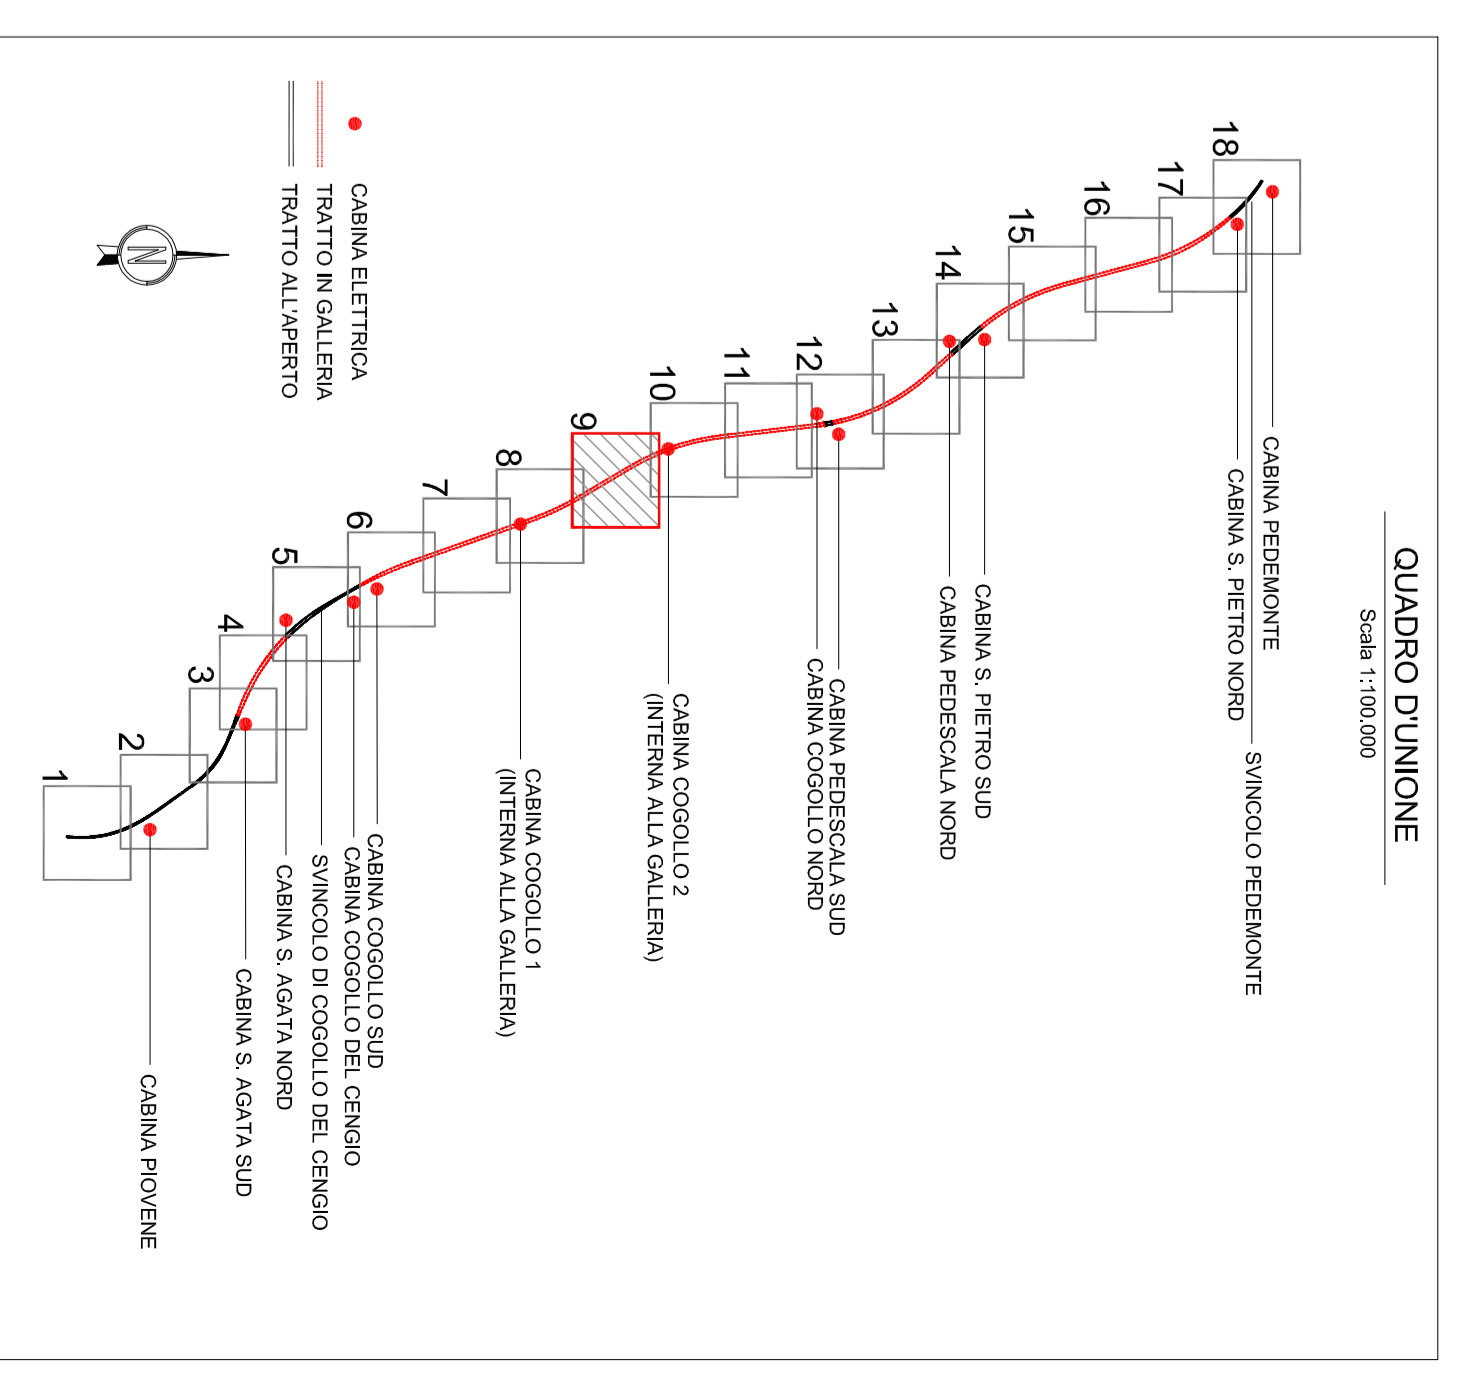 QUADRO D'UNIONE
Scala 1:100.000
18
17
16
15
14
13
12
11
10
9
8
7
6
5
4
3
2
1
CABINA PEDEMONTE
SVINCOLO PEDEMONTE
CABINA S. PIETRO NORD
CABINA S. PIETRO SUD
CABINA PEDESCALA NORD
CABINA PEDESCALA SUD
CABINA COGOLLO NORD
CABINA COGOLLO 2
(INTERNA ALLA GALLERIA)
CABINA COGOLLO 1
(INTERNA ALLA GALLERIA)
CABINA COGOLLO SUD
CABINA COGOLLO DEL CENGIO
SVINCOLO DI COGOLLO DEL CENGIO
CABINA S. AGATA NORD
CABINA S. AGATA SUD
CABINA PIOVENE
CABINA ELETTRICA
TRATTO IN GALLERIA
TRATTO ALL'APERTO
N